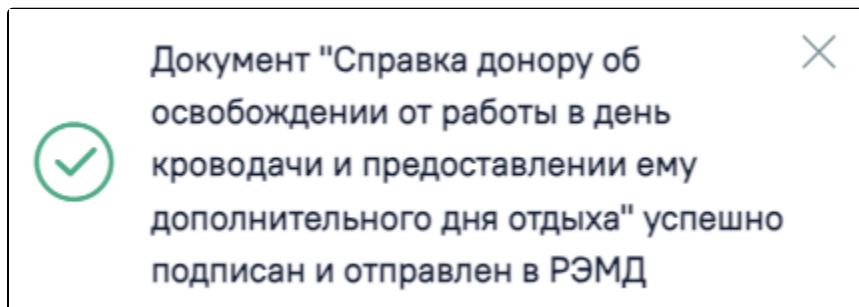 Документ "Справка донору об
освобождении от работы в день
кроводачи и предоставлении ему
дополнительного дня отдыха" успешно
подписан и отправлен в РЭМД